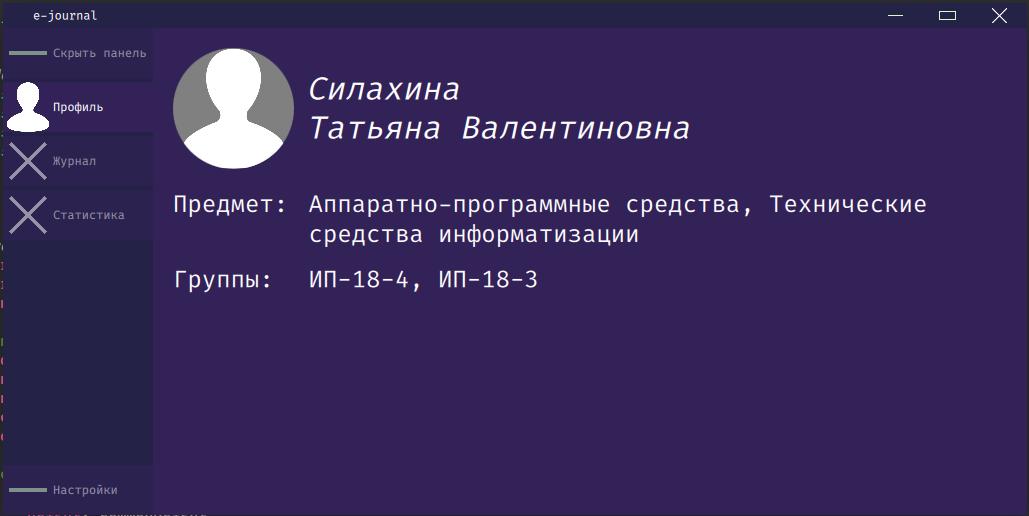 e-journal
Скрыть панель
Профиль
Журнал
Статистика
Настройки
Силахина
Татьяна Валентиновна
Предмет: Аппаратно-программные средства, Технические
средства информатизации
Группы: ИП-18-4, ИП-18-3